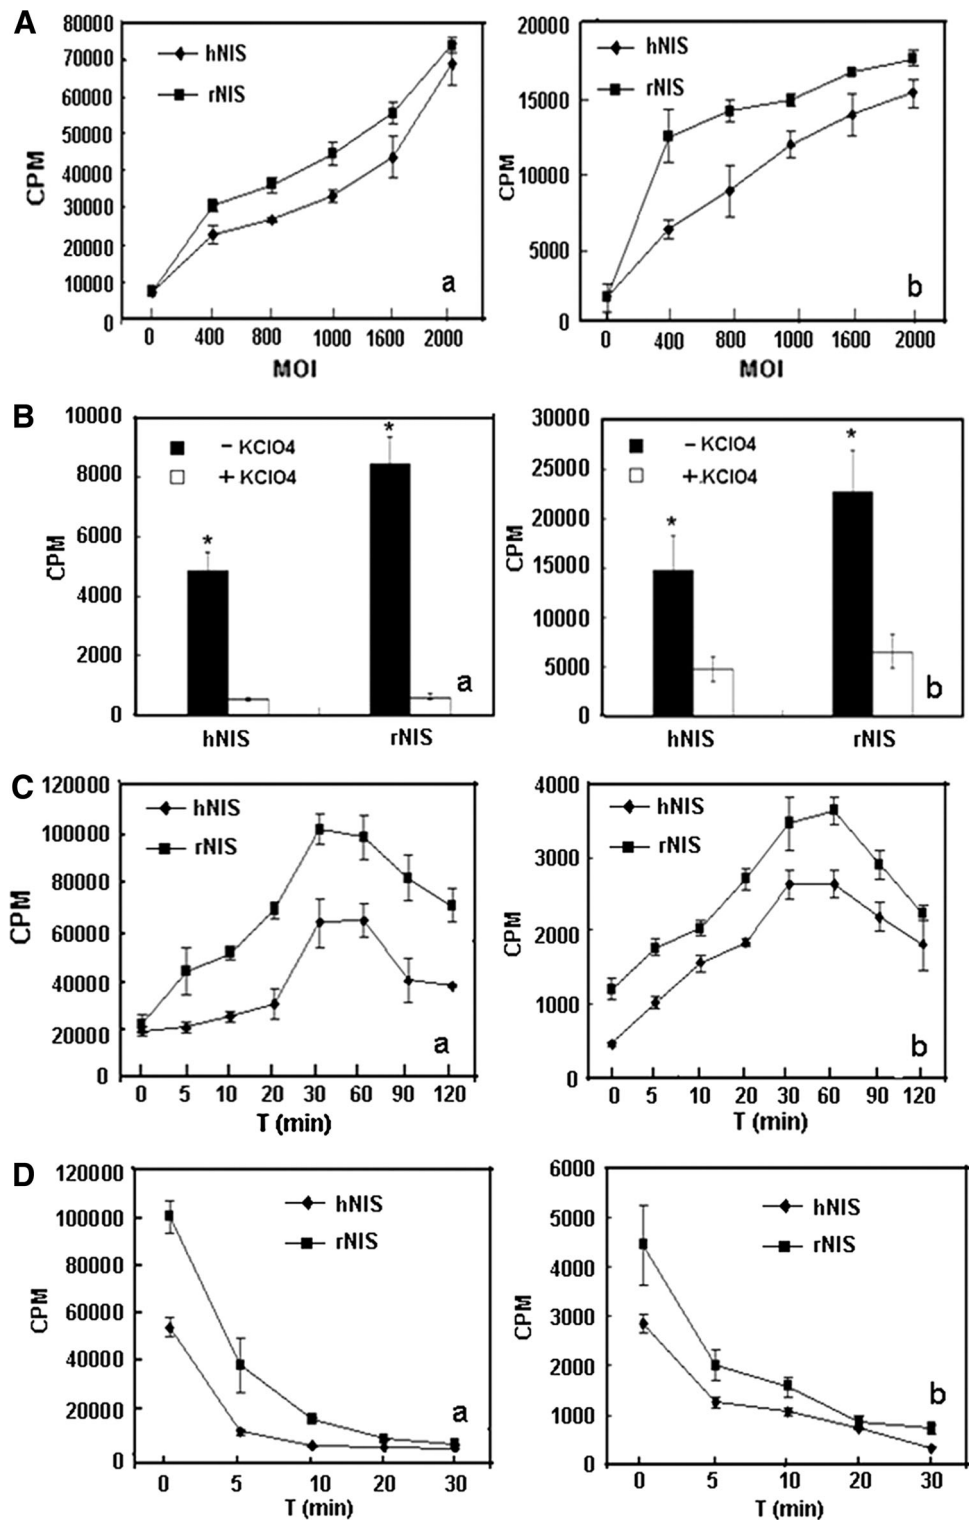 A
80000
70000
60000
50000
40000
30000
20000
10000
0
CPM
hNIS
rNIS
a
0 400 800 1000 1600 2000
MOI
20000
15000
10000
5000
0
CPM
hNIS
rNIS
b
0 400 800 1000 1600 2000
MOI
B
10000
8000
6000
4000
2000
0
CPM
- KClO4
+ KClO4
*
*
a
hNIS rNIS
30000
25000
20000
15000
10000
5000
0
CPM
- KClO4
+.KClO4
*
*
b
hNIS rNIS
C
120000
100000
80000
60000
40000
20000
0
CPM
hNIS
rNIS
a
0 5 10 20 30 60 90 120
T (min)
4000
3000
2000
1000
0
CPM
hNIS
rNIS
b
0 5 10 20 30 60 90 120
T (min)
D
120000
100000
80000
60000
40000
20000
0
CPM
hNIS
rNIS
a
0 5 10 20 30
T (min)
6000
5000
4000
3000
2000
1000
0
CPM
hNIS
rNIS
b
0 5 10 20 30
T (min)